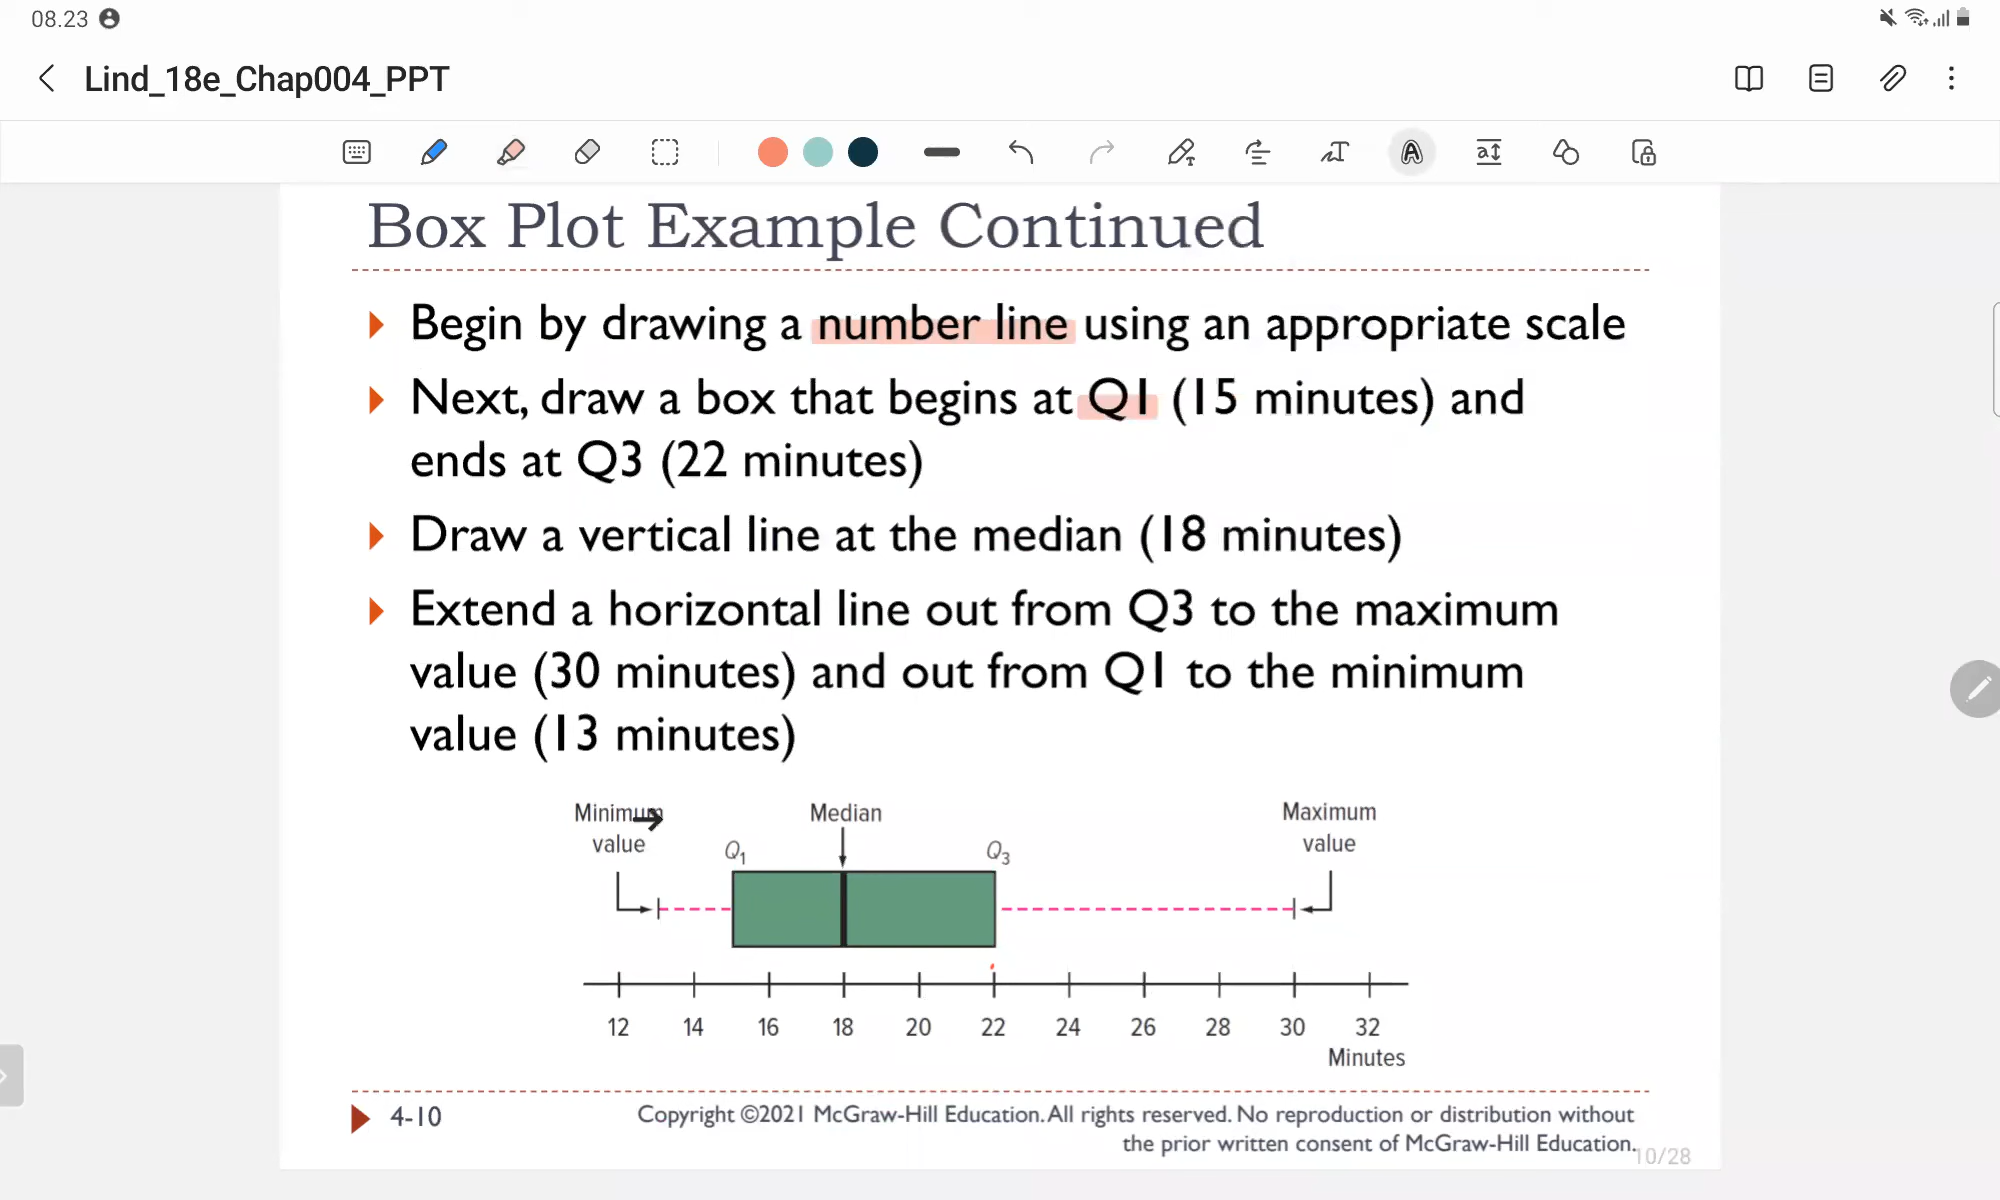 08.23
Lind_18e_Chap004_PPT
Box Plot Example Continued
Begin by drawing a number line using an appropriate scale
Next, draw a box that begins at Q1 (15 minutes) and
ends at Q3 (22 minutes)
Draw a vertical line at the median (18 minutes)
Extend a horizontal line out from Q3 to the maximum
value (30 minutes) and out from Q1 to the minimum
value (13 minutes)
Minimum
value
Median
Maximum
value
Q1
Q3
12 14 16 18 20 22 24 26 28 30 32
Minutes
4-10
Copyright ©2021 McGraw-Hill Education. All rights reserved. No reproduction or distribution without
the prior written consent of McGraw-Hill Education.
10/28